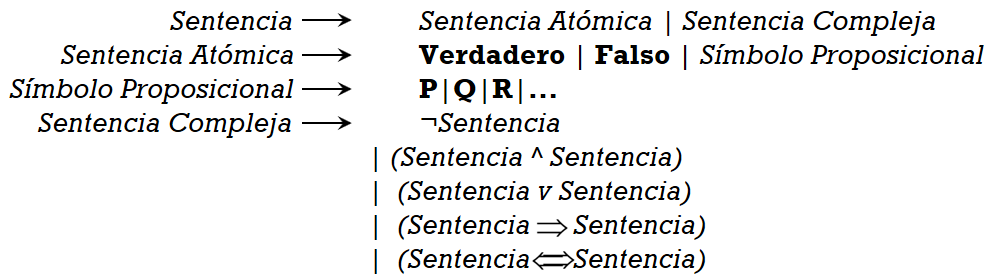 Sentencia ⟶ Sentencia Atómica | Sentencia Compleja
Sentencia Atómica ⟶ Verdadero | Falso | Símbolo Proposicional
Símbolo Proposicional ⟶ P|Q|R|...
Sentencia Compleja ⟶ ¬Sentencia
| (Sentencia ^ Sentencia)
| (Sentencia v Sentencia)
| (Sentencia ⇒ Sentencia)
| (Sentencia⇔Sentencia)